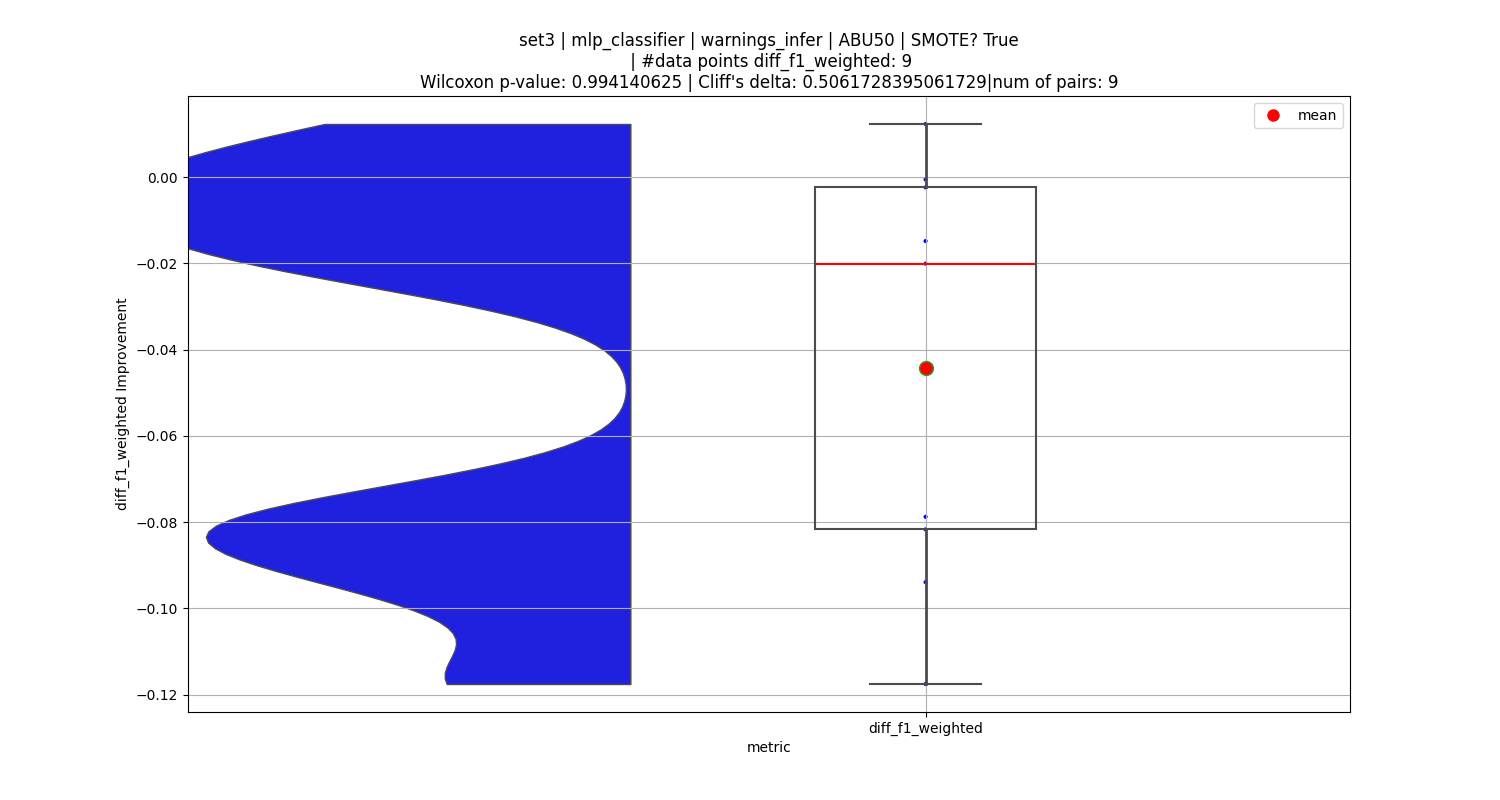 set3 | mlp_classifier | warnings_infer | ABU50 | SMOTE? True
| #data points diff_f1_weighted: 9
Wilcoxon p-value: 0.994140625 | Cliff's delta: 0.5061728395061729|num of pairs: 9
mean
0.00
−0.02
−0.04
−0.06
−0.08
−0.10
−0.12
diff_f1_weighted Improvement
diff_f1_weighted
metric